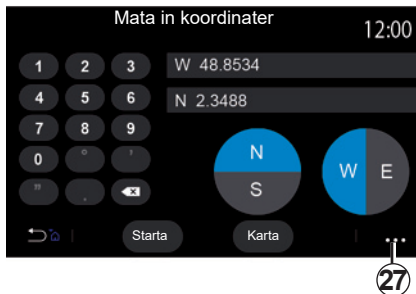 Mata in koordinater
12:00
1 2 3
W 48.8534
4 5 6
N 2.3488
7 8 9
0 ° '
" .
N
S
W E
Starta
Karta
...
27